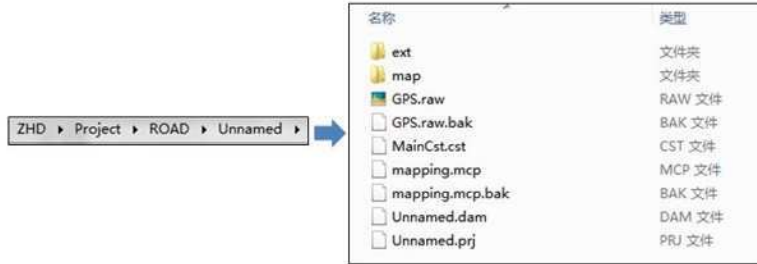 ZHD ▸ Project ▸ ROAD ▸ Unnamed ▸
名称 类型
ext 文件夹
map 文件夹
GPS.raw RAW 文件
GPS.raw.bak BAK 文件
MainCst.cst CST 文件
mapping.mcp MCP 文件
mapping.mcp.bak BAK 文件
Unnamed.dam DAM 文件
Unnamed.prj PRJ 文件